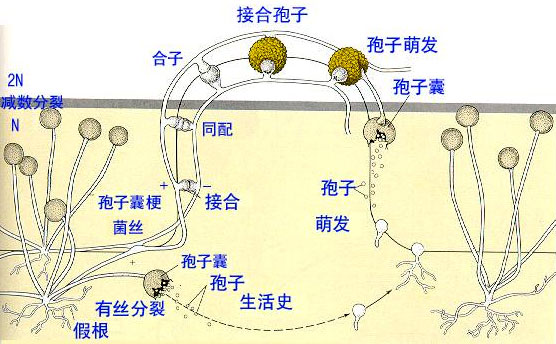 接合孢子
孢子萌发
合子
2N
减数分裂
N
孢子囊
同配
+
-
接合
孢子囊梗
菌丝
孢子
萌发
+
孢子囊
孢子
有丝分裂
生活史
假根